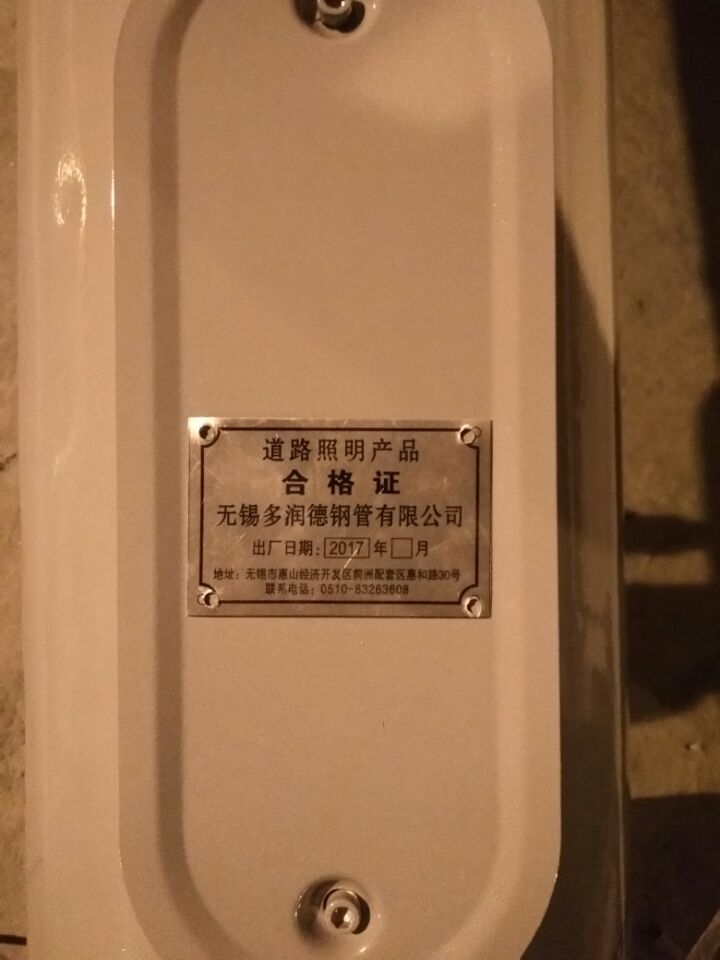 道路照明产品
合格证
无锡多润德钢管有限公司
出厂日期：2017年 月
地址：无锡市惠山经济开发区前洲配套区惠和路30号
联系电话：0510-83263608